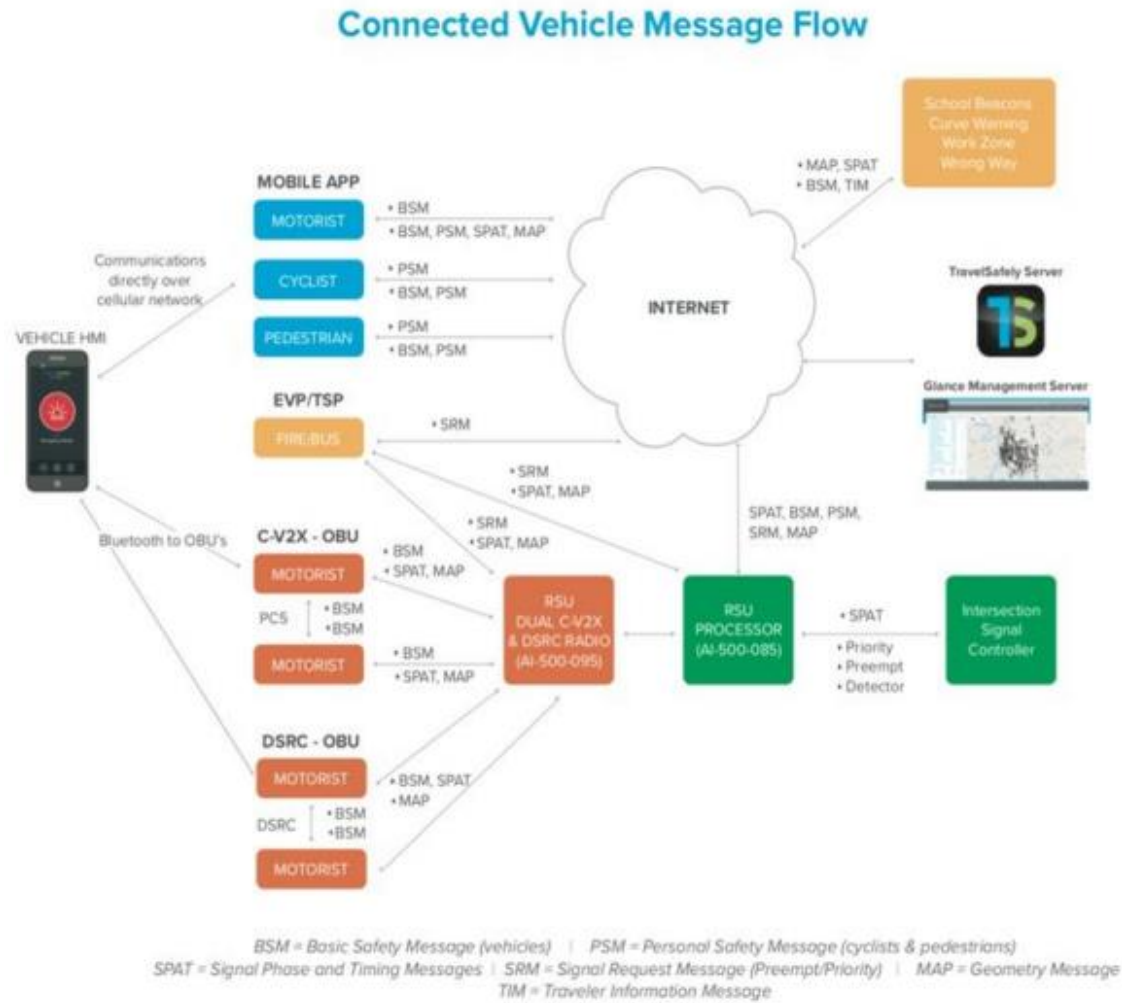 Connected Vehicle Message Flow
School Beacons
Curve Warning
Work Zone
Wrong Way
• MAP, SPAT
• BSM, TIM
MOBILE APP
MOTORIST
• BSM
• BSM, PSM, SPAT, MAP
Communications
directly over
cellular network
CYCLIST
• PSM
• BSM, PSM
PEDESTRIAN
• PSM
• BSM, PSM
INTERNET
TravelSafely Server
TS
Glance Management Server
VEHICLE HMI
EVP/TSP
FIRE-BUS
• SRM
• SRM
• SPAT, MAP
• SRM
• SPAT, MAP
SPAT, BSM, PSM,
SRM, MAP
Bluetooth to OBU's
C-V2X - OBU
MOTORIST
• BSM
• SPAT, MAP
PC5
• BSM
• BSM
MOTORIST
• BSM
• SPAT, MAP
RSU
DUAL C-V2X
& DSRC RADIO
(AI-500-095)
RSU
PROCESSOR
(AI-500-085)
• SPAT
• Priority
• Preempt
• Detector
Intersection
Signal
Controller
DSRC - OBU
MOTORIST
• BSM, SPAT
• MAP
DSRC
• BSM
• BSM
MOTORIST
BSM = Basic Safety Message (vehicles) | PSM = Personal Safety Message (cyclists & pedestrians)
SPAT = Signal Phase and Timing Messages | SRM = Signal Request Message (Preempt/Priority) | MAP = Geometry Message
TIM = Traveler Information Message